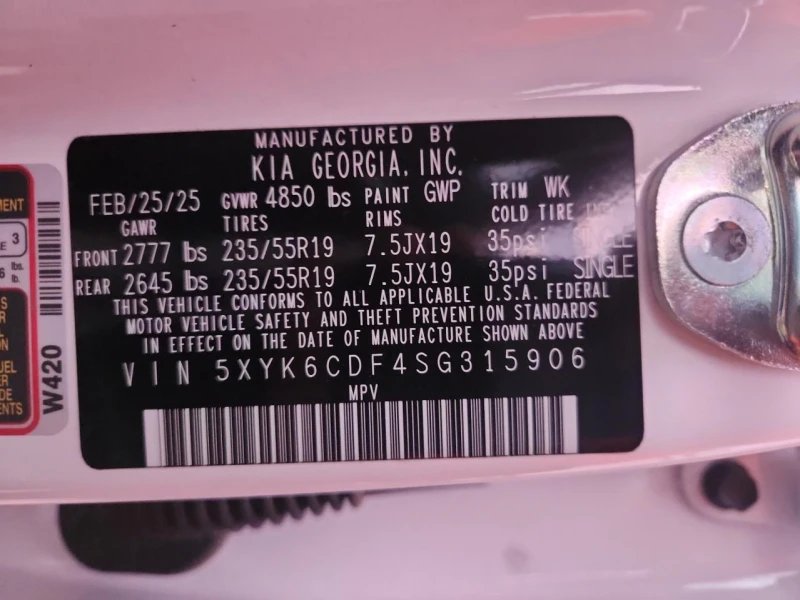 MANUFACTURED BY
KIA GEORGIA, INC.
FEB/25/25 GVWR 4850 lbs PAINT GWP TRIM WK
GAWR TIRES RIMS COLD TIRE
FRONT 2777 lbs 235/55R19 7.5JX19 35psi SINGLE
REAR 2645 lbs 235/55R19 7.5JX19 35psi SINGLE
THIS VEHICLE CONFORMS TO ALL APPLICABLE U.S.A. FEDERAL
MOTOR VEHICLE SAFETY AND THEFT PREVENTION STANDARDS
IN EFFECT ON THE DATE OF MANUFACTURE SHOWN ABOVE
VIN 5XYK6CDF4SG315906
MPV
W420
3
lbs.
lb.